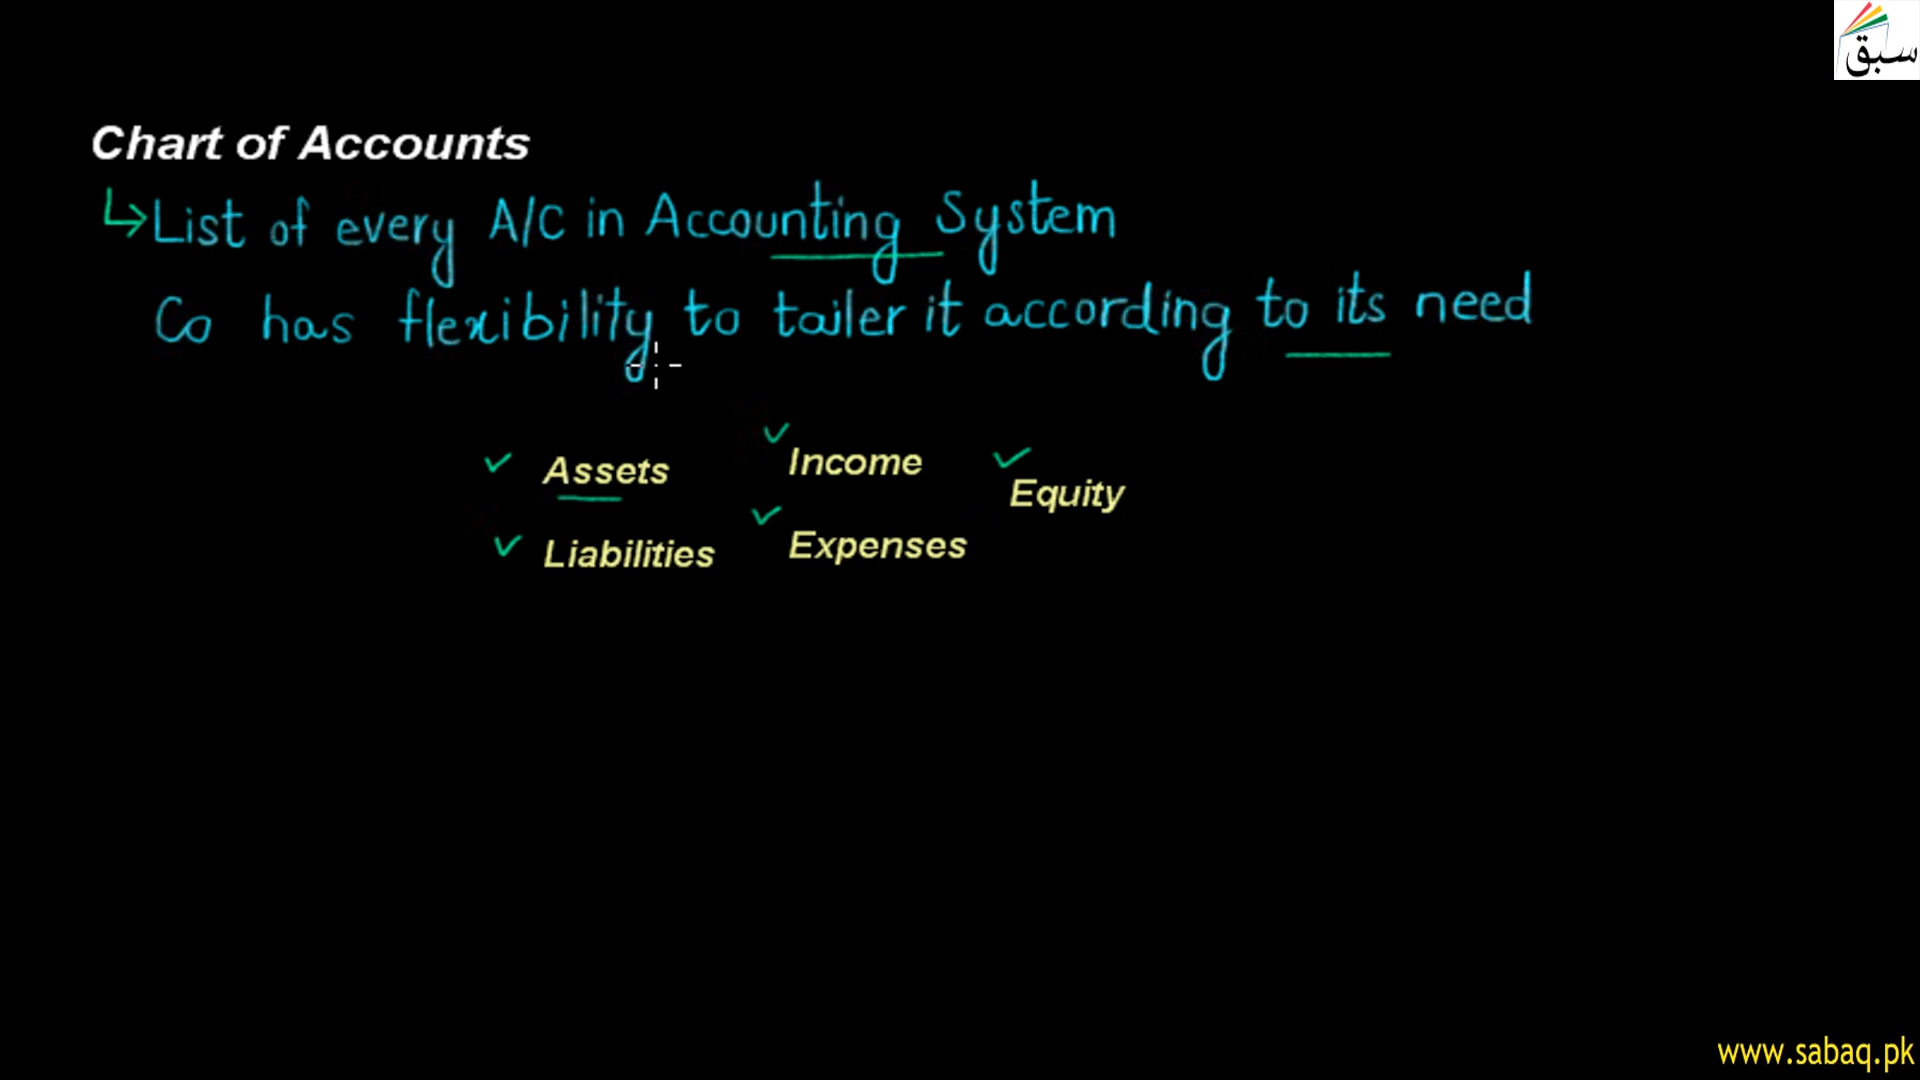 سبق
Chart of Accounts
List of every A/C in Accounting System
Co has flexibility to tailer it according to its need
Assets Income Equity
Liabilities Expenses
www.sabaq.pk